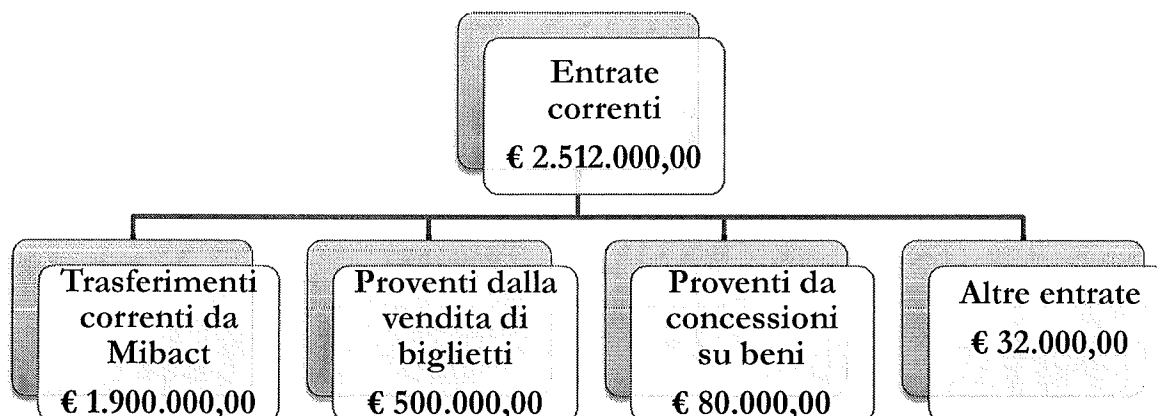 Entrate
correnti
€ 2.512.000,00
Trasferimenti
correnti da
Mibact
€ 1.900.000,00
Proventi dalla
vendita di
biglietti
€ 500.000,00
Proventi da
concessioni
su beni
€ 80.000,00
Altre entrate
€ 32.000,00